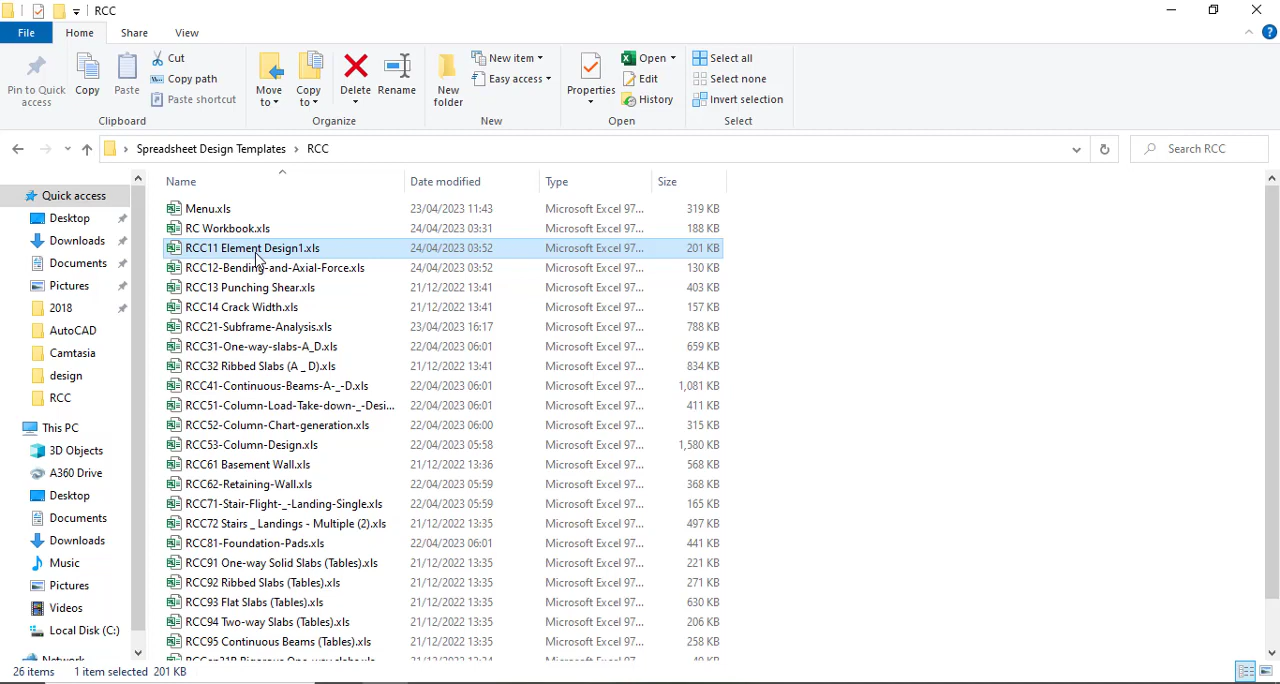 RCC
File Home Share View
Pin to Quick access
Copy
Paste
Cut
Copy path
Paste shortcut
Clipboard
Move to
Copy to
Delete
Rename
Organize
New folder
New item
Easy access
New
Properties
Open
Edit
History
Open
Select all
Select none
Invert selection
Select
Spreadsheet Design Templates > RCC
Search RCC
Quick access
Desktop
Downloads
Documents
Pictures
2018
AutoCAD
Camtasia
design
RCC
This PC
3D Objects
A360 Drive
Desktop
Documents
Downloads
Music
Pictures
Videos
Local Disk (C:)
Network
Name Date modified Type Size
Menu.xls 23/04/2023 11:43 Microsoft Excel 97... 319 KB
RC Workbook.xls 24/04/2023 03:31 Microsoft Excel 97... 188 KB
RCC11 Element Design1.xls 24/04/2023 03:52 Microsoft Excel 97... 201 KB
RCC12-Bending-and-Axial-Force.xls 24/04/2023 03:52 Microsoft Excel 97... 130 KB
RCC13 Punching Shear.xls 21/12/2022 13:41 Microsoft Excel 97... 403 KB
RCC14 Crack Width.xls 21/12/2022 13:41 Microsoft Excel 97... 157 KB
RCC21-Subframe-Analysis.xls 23/04/2023 16:17 Microsoft Excel 97... 788 KB
RCC31-One-way-slabs-A_D.xls 22/04/2023 06:01 Microsoft Excel 97... 659 KB
RCC32 Ribbed Slabs (A _ D).xls 21/12/2022 13:41 Microsoft Excel 97... 834 KB
RCC41-Continuous-Beams-A-_-D.xls 22/04/2023 06:01 Microsoft Excel 97... 1,081 KB
RCC51-Column-Load-Take-down-_-Desi... 22/04/2023 06:01 Microsoft Excel 97... 411 KB
RCC52-Column-Chart-generation.xls 22/04/2023 06:00 Microsoft Excel 97... 315 KB
RCC53-Column-Design.xls 22/04/2023 05:58 Microsoft Excel 97... 1,580 KB
RCC61 Basement Wall.xls 21/12/2022 13:36 Microsoft Excel 97... 568 KB
RCC62-Retaining-Wall.xls 22/04/2023 05:59 Microsoft Excel 97... 368 KB
RCC71-Stair-Flight-_-Landing-Single.xls 22/04/2023 05:59 Microsoft Excel 97... 165 KB
RCC72 Stairs _ Landings - Multiple (2).xls 21/12/2022 13:35 Microsoft Excel 97... 497 KB
RCC81-Foundation-Pads.xls 22/04/2023 06:01 Microsoft Excel 97... 441 KB
RCC91 One-way Solid Slabs (Tables).xls 21/12/2022 13:35 Microsoft Excel 97... 221 KB
RCC92 Ribbed Slabs (Tables).xls 21/12/2022 13:35 Microsoft Excel 97... 271 KB
RCC93 Flat Slabs (Tables).xls 21/12/2022 13:35 Microsoft Excel 97... 630 KB
RCC94 Two-way Slabs (Tables).xls 21/12/2022 13:35 Microsoft Excel 97... 206 KB
RCC95 Continuous Beams (Tables).xls 21/12/2022 13:35 Microsoft Excel 97... 258 KB
26 items 1 item selected 201 KB